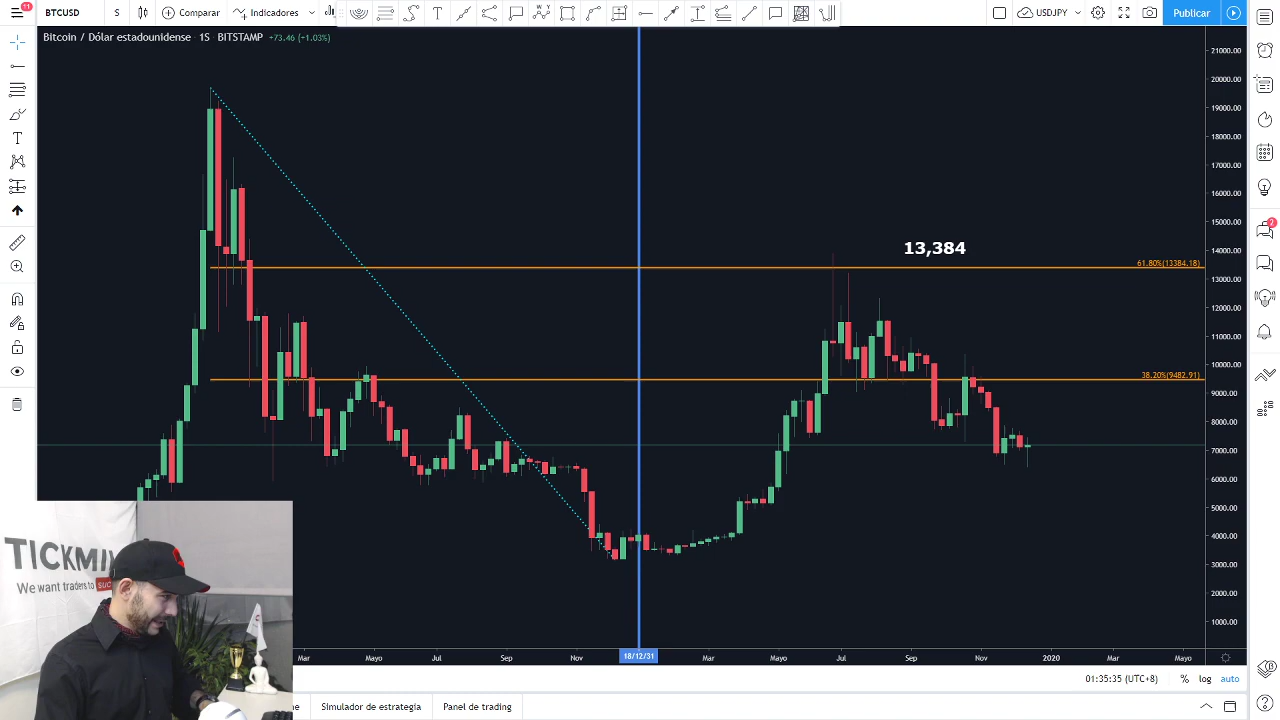 11
BTCUSD
S
Comparar
Indicadores
USDJPY
Publicar
Bitcoin / Dólar estadounidense 1S BITSTAMP +73.46 (+1.03%)
21000.00
20000.00
19000.00
18000.00
17000.00
16000.00
15000.00
14000.00
13000.00
12000.00
11000.00
10000.00
9000.00
8000.00
7000.00
6000.00
5000.00
4000.00
3000.00
2000.00
1000.00
13,384
61.80%(13384.18)
38.20%(9482.91)
2
TICKMI
We want traders to suc
Mar
Mayo
Jul
Sep
Nov
18/12/31
Mar
Mayo
Jul
Sep
Nov
2020
Mar
Mayo
01:35:35 (UTC+8)
%
log
auto
Simulador de estrategia
Panel de trading